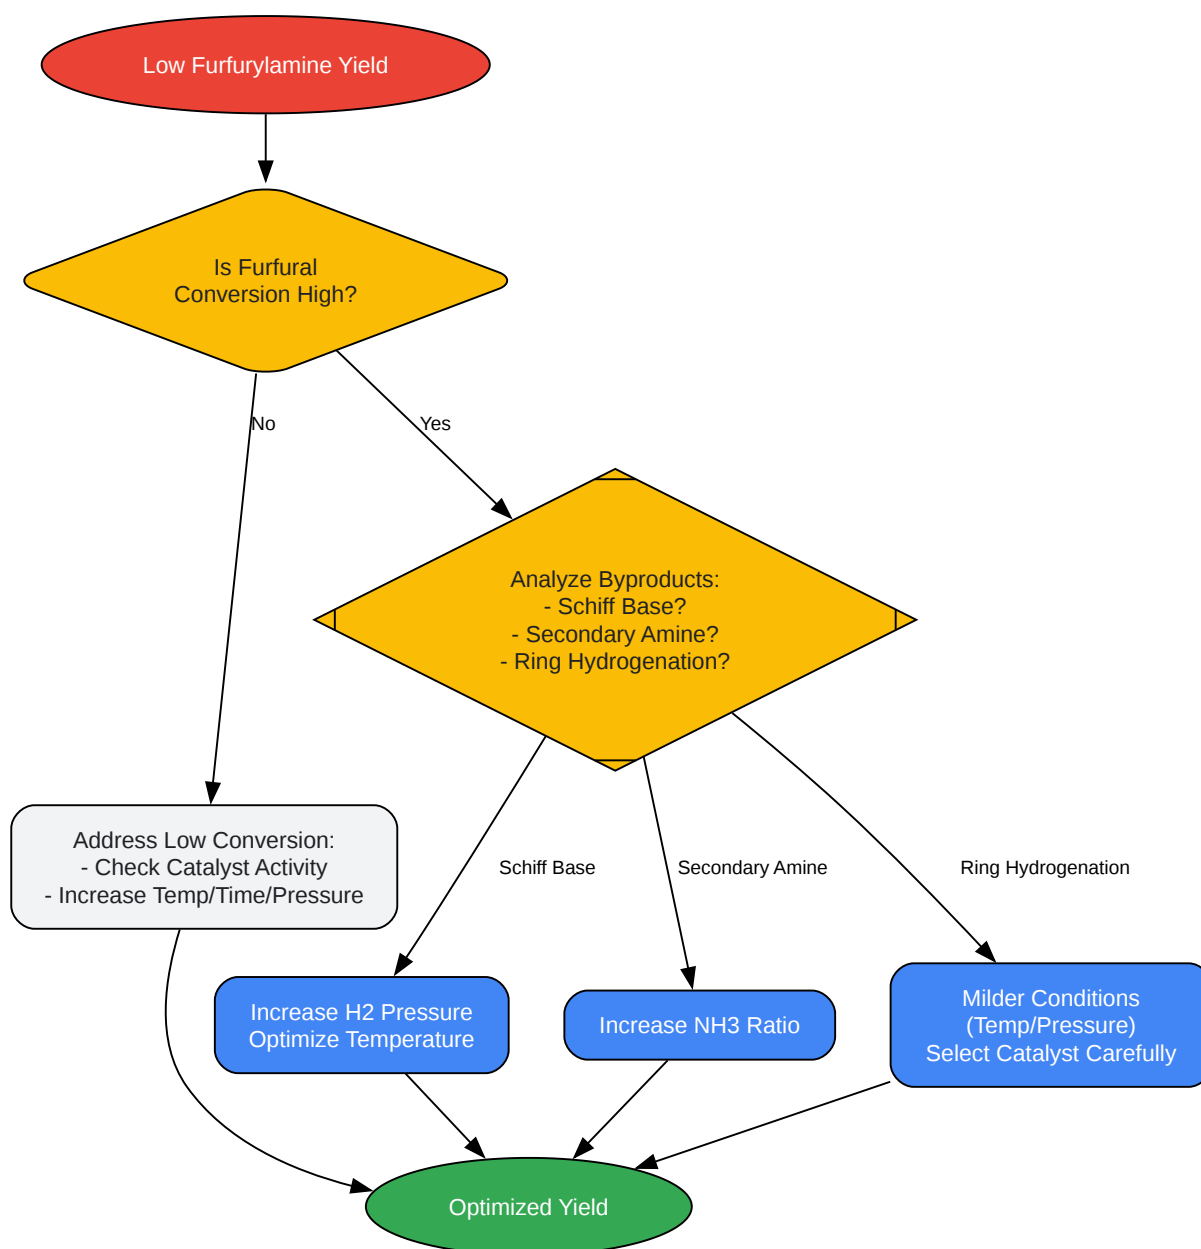 Low Furfurylamine Yield
Is Furfural
Conversion High?
No
Yes
Analyze Byproducts:
- Schiff Base?
- Secondary Amine?
- Ring Hydrogenation?
Address Low Conversion:
- Check Catalyst Activity
- Increase Temp/Time/Pressure
Schiff Base
Secondary Amine
Ring Hydrogenation
Increase H2 Pressure
Optimize Temperature
Increase NH3 Ratio
Milder Conditions
(Temp/Pressure)
Select Catalyst Carefully
Optimized Yield